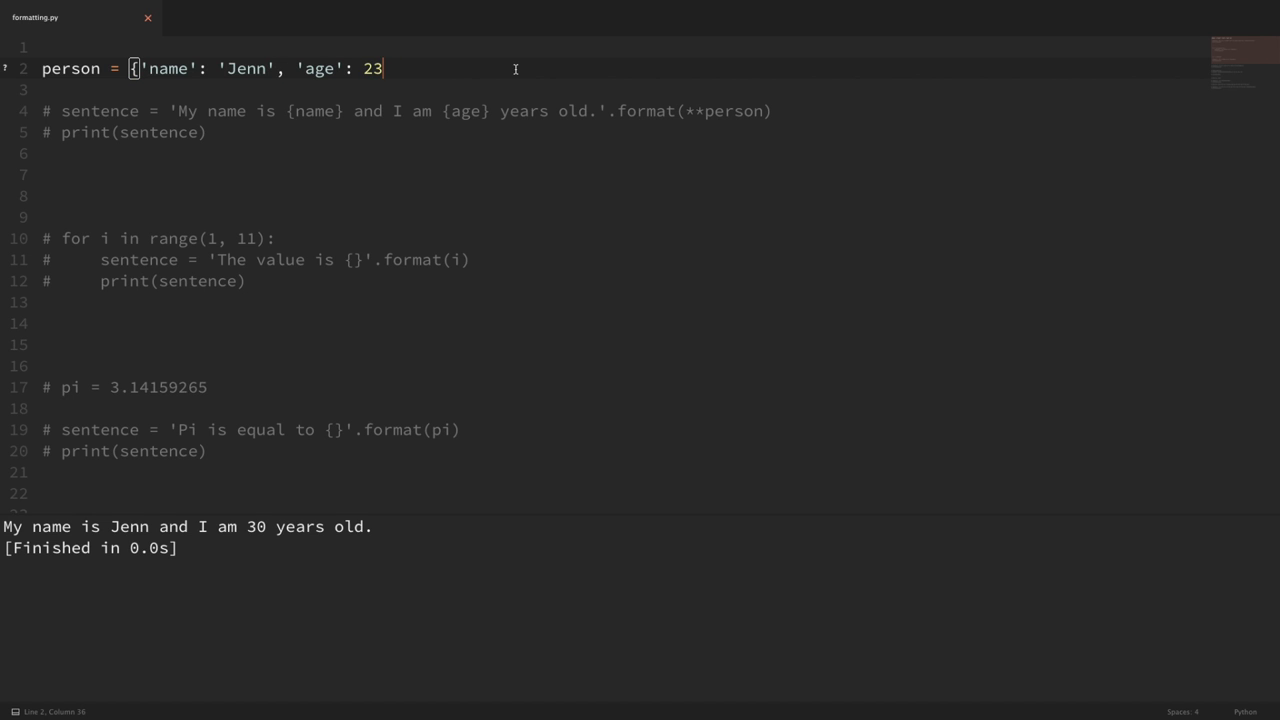 formatting.py
1
2 person = {'name': 'Jenn', 'age': 23
3
4 # sentence = 'My name is {name} and I am {age} years old.'.format(**person)
5 # print(sentence)
6
7
8
9
10 # for i in range(1, 11):
11 #     sentence = 'The value is {}'.format(i)
12 #     print(sentence)
13
14
15
16
17 # pi = 3.14159265
18
19 # sentence = 'Pi is equal to {}'.format(pi)
20 # print(sentence)
21
22
My name is Jenn and I am 30 years old.
[Finished in 0.0s]
Line 2, Column 36
Spaces: 4
Python